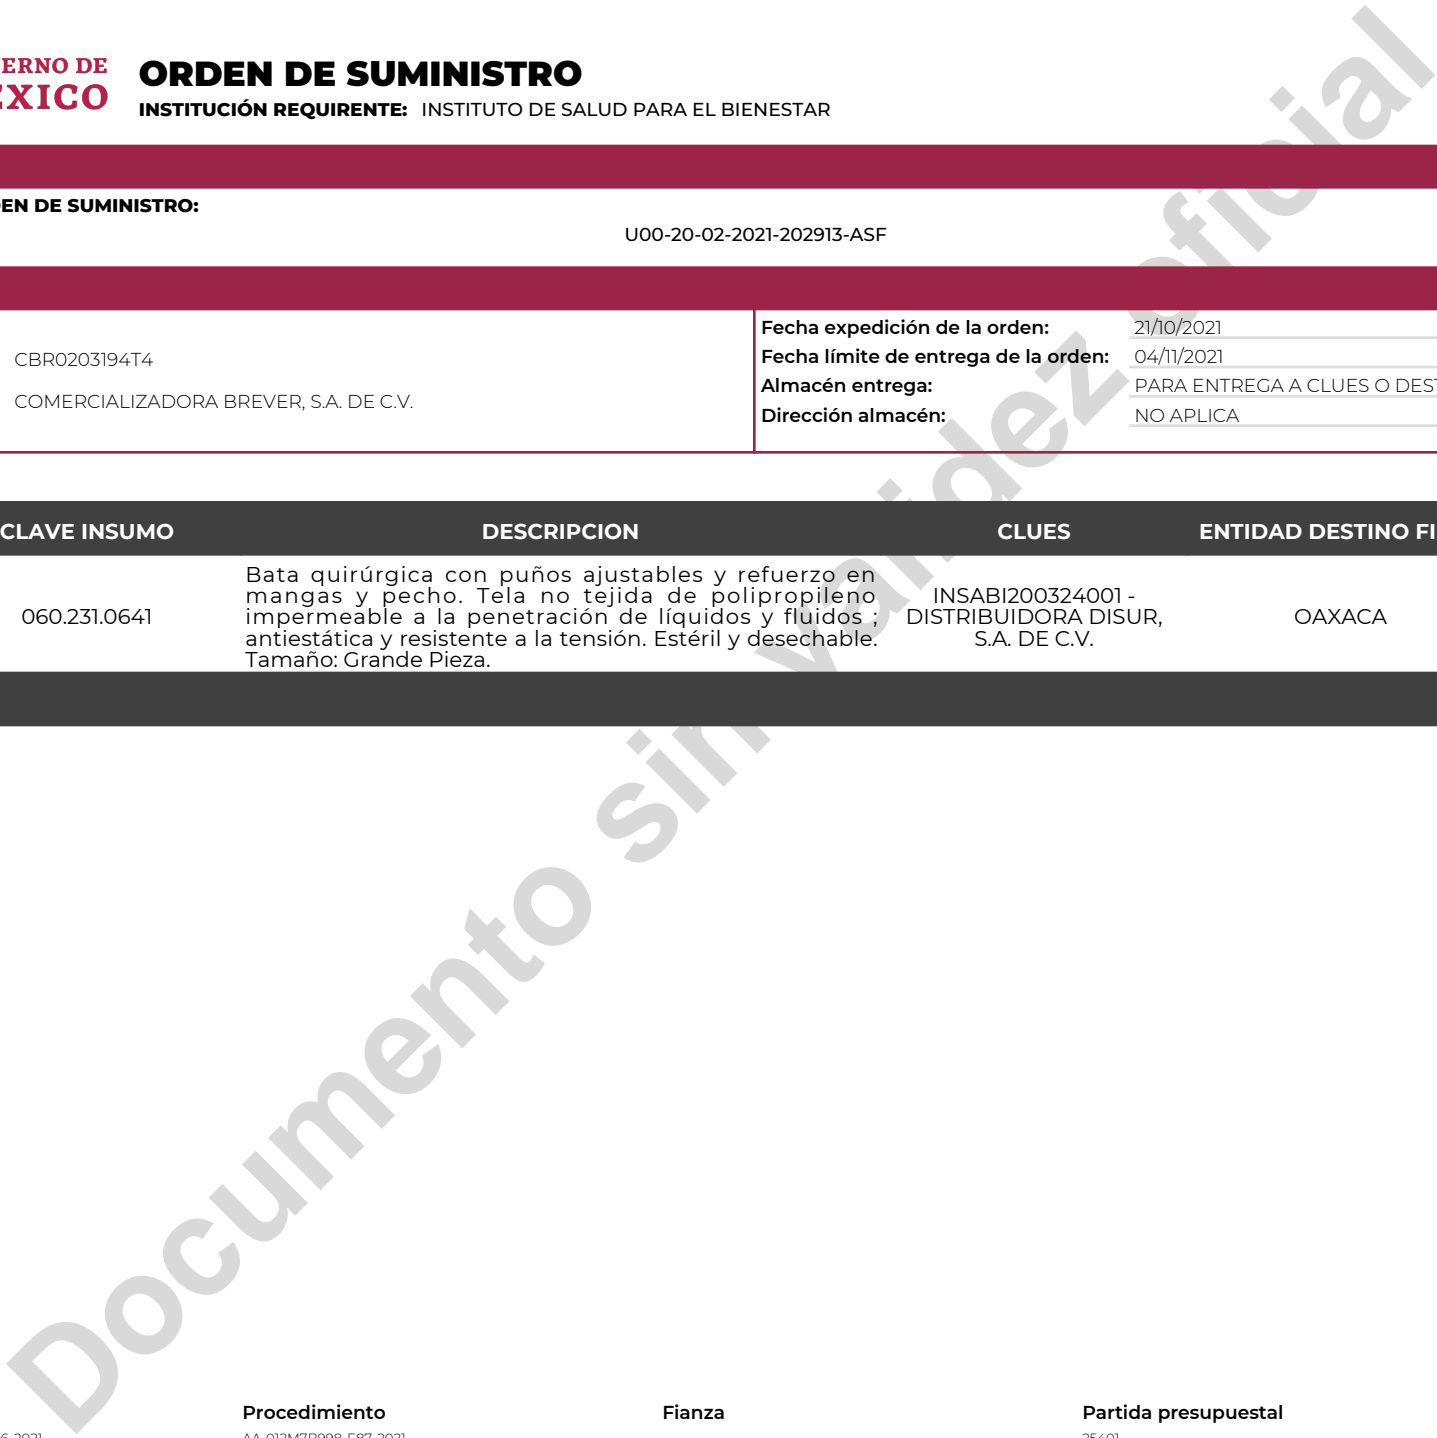 ERNO DE
ÉXICO
ORDEN DE SUMINISTRO
INSTITUCIÓN REQUIRENTE: INSTITUTO DE SALUD PARA EL BIENESTAR
EN DE SUMINISTRO:
U00-20-02-2021-202913-ASF
CBR0203194T4
COMERCIALIZADORA BREVER, S.A. DE C.V.
Fecha expedición de la orden: 21/10/2021
Fecha límite de entrega de la orden: 04/11/2021
Almacén entrega: PARA ENTREGA A CLUES O DEST
Dirección almacén: NO APLICA
CLAVE INSUMO DESCRIPCION CLUES ENTIDAD DESTINO FI
060.231.0641
Bata quirúrgica con puños ajustables y refuerzo en
mangas y pecho. Tela no tejida de polipropileno
impermeable a la penetración de líquidos y fluidos ;
antiestática y resistente a la tensión. Estéril y desechable.
Tamaño: Grande Pieza.
INSABI200324001 -
DISTRIBUIDORA DISUR,
S.A. DE C.V.
OAXACA
Documento sin validez oficial
Procedimiento Fianza Partida presupuestal